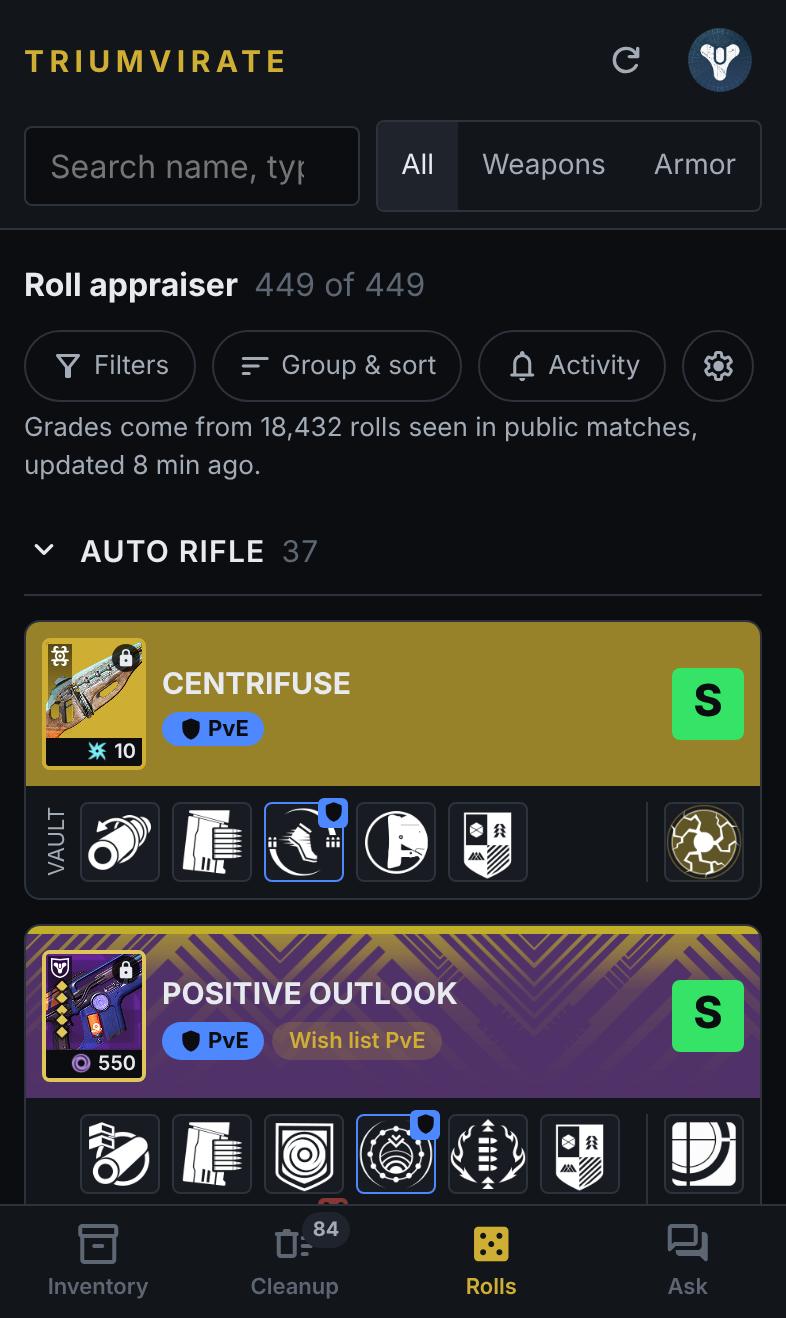 TRIUMVIRATE
Search name, typ
All Weapons Armor
Roll appraiser 449 of 449
Filters Group & sort Activity
Grades come from 18,432 rolls seen in public matches,
updated 8 min ago.
AUTO RIFLE 37
CENTRIFUSE
PvE
S
10
VAULT
POSITIVE OUTLOOK
PvE Wish list PvE
S
550
84
Inventory Cleanup Rolls Ask